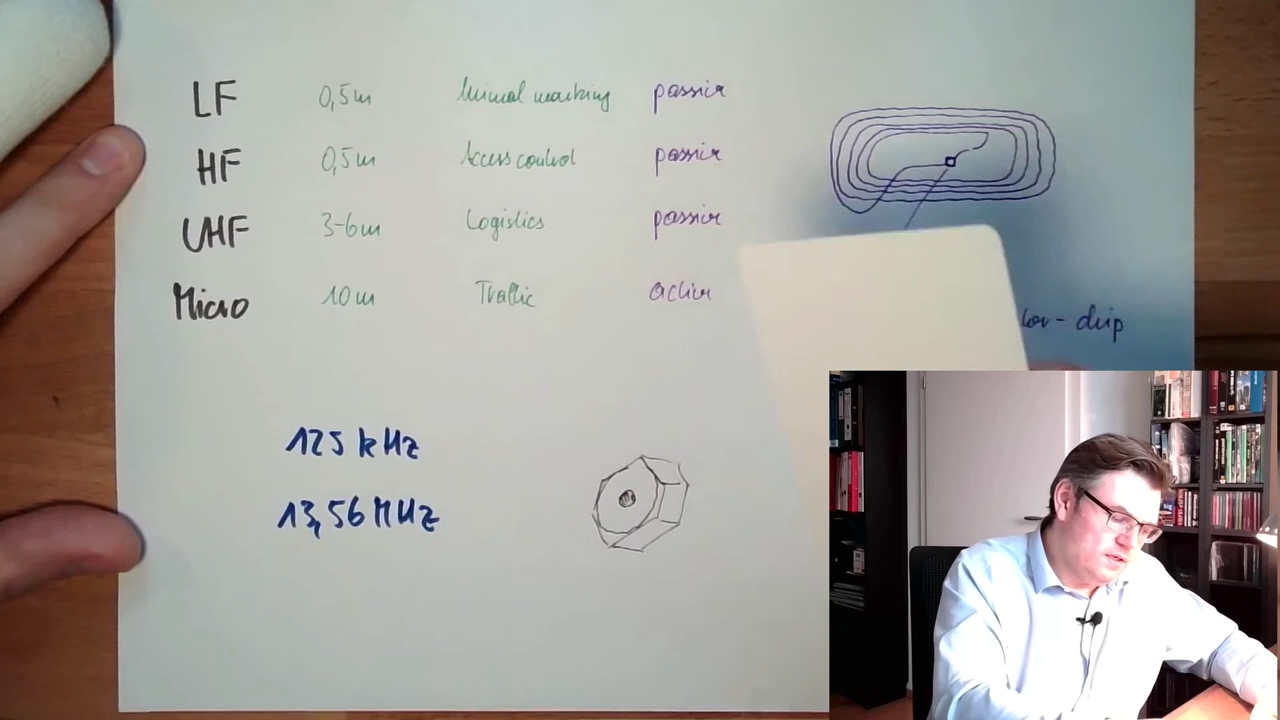 LF 0,5m Animal marking passiv
HF 0,5m Access control passiv
UHF 3-6m Logistics passiv
Micro 10m Traffic activ
-chip
125 kHz
13,56 MHz